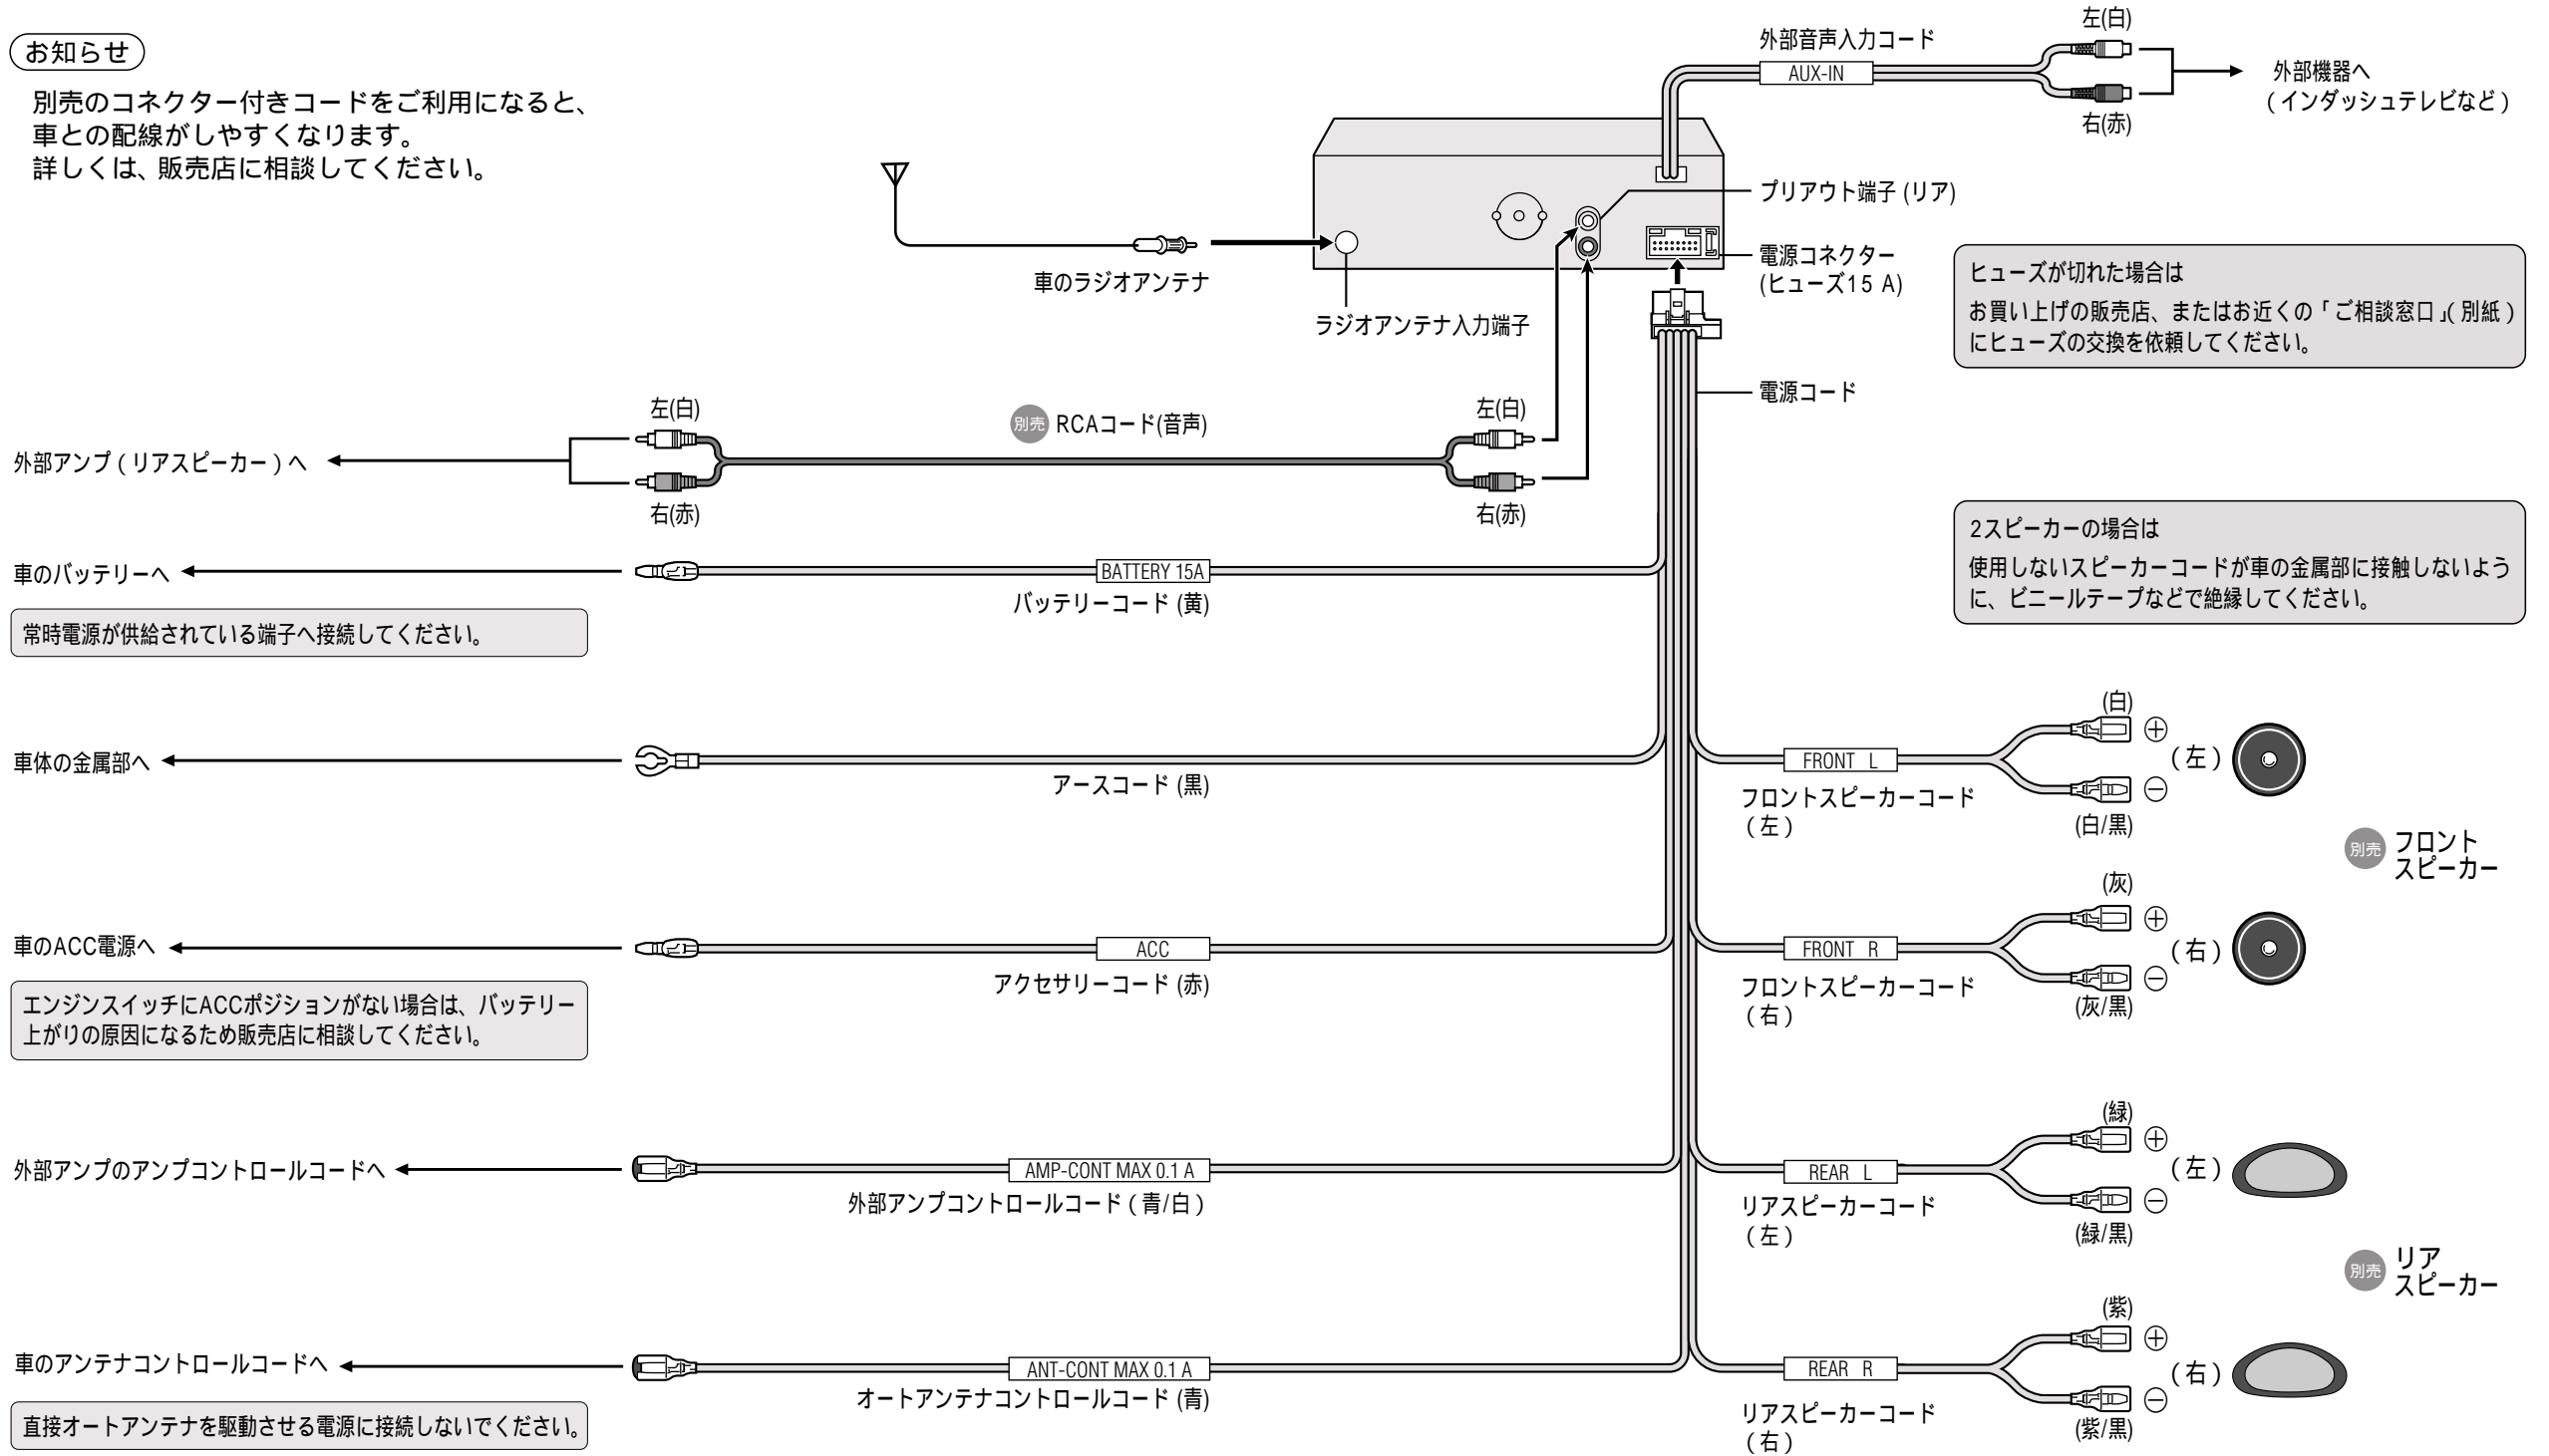 お知らせ
別売のコネクター付きコードをご利用になると、
車との配線がしやすくなります。
詳しくは、販売店に相談してください。
外部音声入力コード
AUX-IN
左(白)
右(赤)
外部機器へ
(インダッシュテレビなど)
プリアウト端子 (リア)
電源コネクター
(ヒューズ15 A)
車のラジオアンテナ
ラジオアンテナ入力端子
ヒューズが切れた場合は
お買い上げの販売店、またはお近くの「ご相談窓口」(別紙)
にヒューズの交換を依頼してください。
電源コード
外部アンプ(リアスピーカー)へ
左(白)
右(赤)
別売 RCAコード(音声)
左(白)
右(赤)
2スピーカーの場合は
使用しないスピーカーコードが車の金属部に接触しないよう
に、ビニールテープなどで絶縁してください。
車のバッテリーへ
BATTERY 15A
バッテリーコード (黄)
常時電源が供給されている端子へ接続してください。
車体の金属部へ
アースコード (黒)
FRONT L
フロントスピーカーコード
(左)
(白)
⊕
(白/黒)
⊖
(左)
別売 フロント
スピーカー
車のACC電源へ
ACC
アクセサリーコード (赤)
エンジンスイッチにACCポジションがない場合は、バッテリー
上がりの原因になるため販売店に相談してください。
FRONT R
フロントスピーカーコード
(右)
(灰)
⊕
(灰/黒)
⊖
(右)
外部アンプのアンプコントロールコードへ
AMP-CONT MAX 0.1 A
外部アンプコントロールコード(青/白)
REAR L
リアスピーカーコード
(左)
(緑)
⊕
(緑/黒)
⊖
(左)
別売 リア
スピーカー
車のアンテナコントロールコードへ
ANT-CONT MAX 0.1 A
オートアンテナコントロールコード (青)
直接オートアンテナを駆動させる電源に接続しないでください。
REAR R
リアスピーカーコード
(右)
(紫)
⊕
(紫/黒)
⊖
(右)